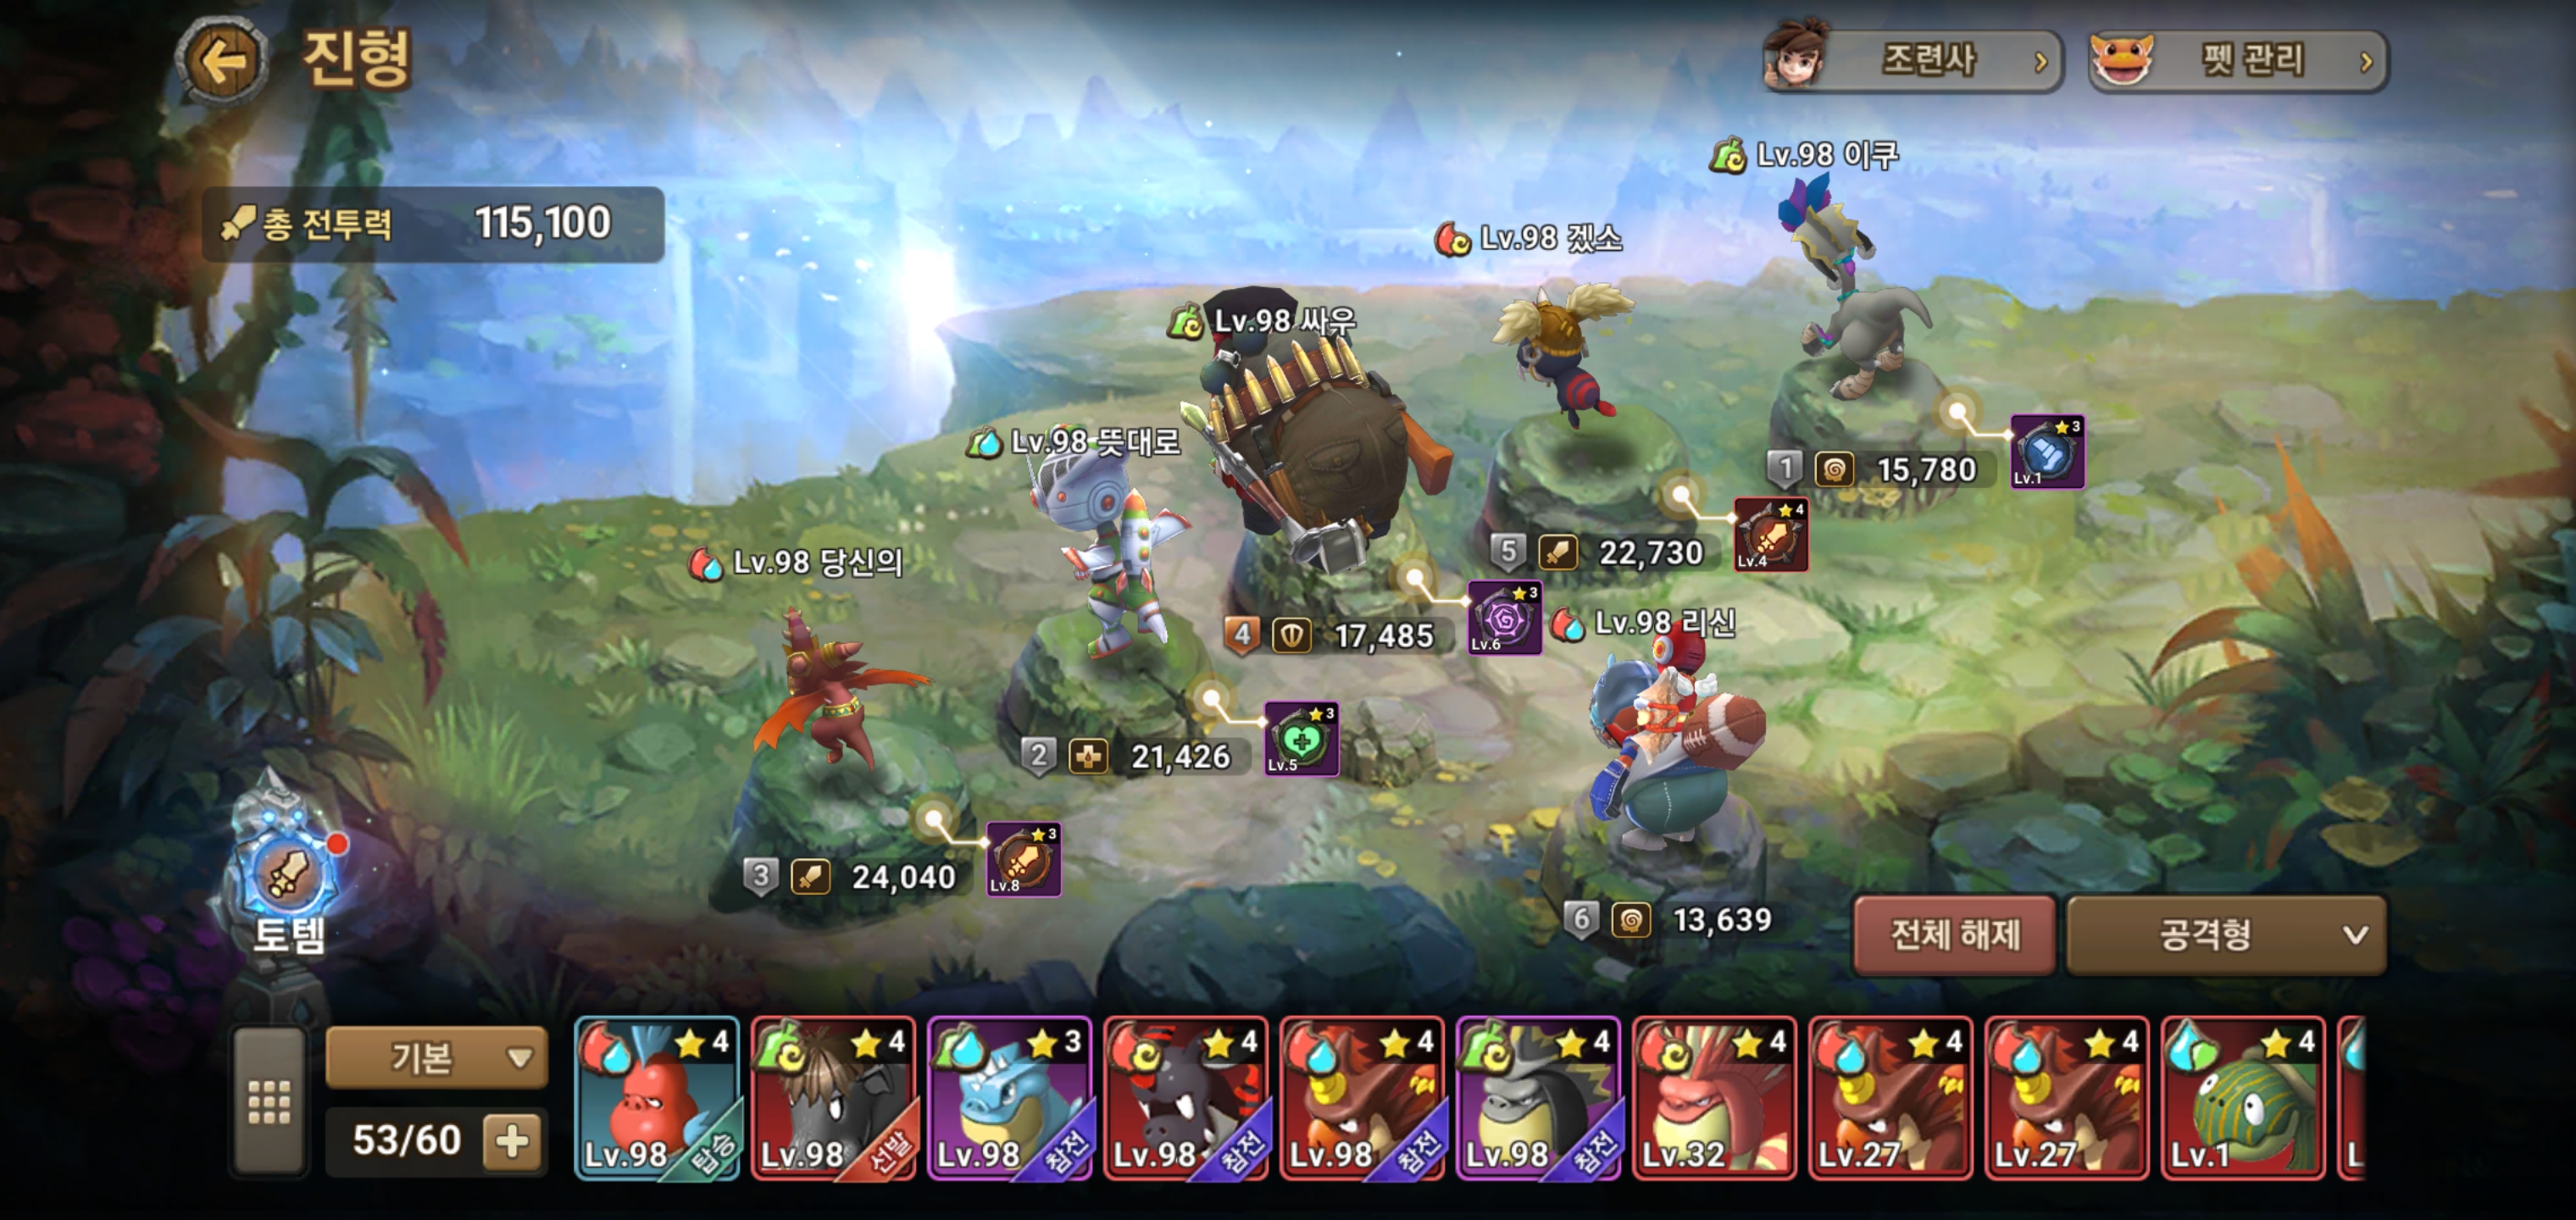 진형
조련사
펫 관리
총 전투력 115,100
Lv.98 이쿠
Lv.98 겠소
Lv.98 싸우
Lv.98 뜻대로
Lv.98 당신의
Lv.98 리신
1 15,780
3
Lv.1
5 22,730
4
Lv.4
4 17,485
3
Lv.6
2 21,426
3
Lv.5
3 24,040
3
Lv.8
6 13,639
토템
전체 해제
공격형
기본
53/60
4 Lv.98 탑승
4 Lv.98 선발
3 Lv.98 참전
4 Lv.98 참전
4 Lv.98 참전
4 Lv.98 참전
4 Lv.32
4 Lv.27
4 Lv.27
4 Lv.1
L